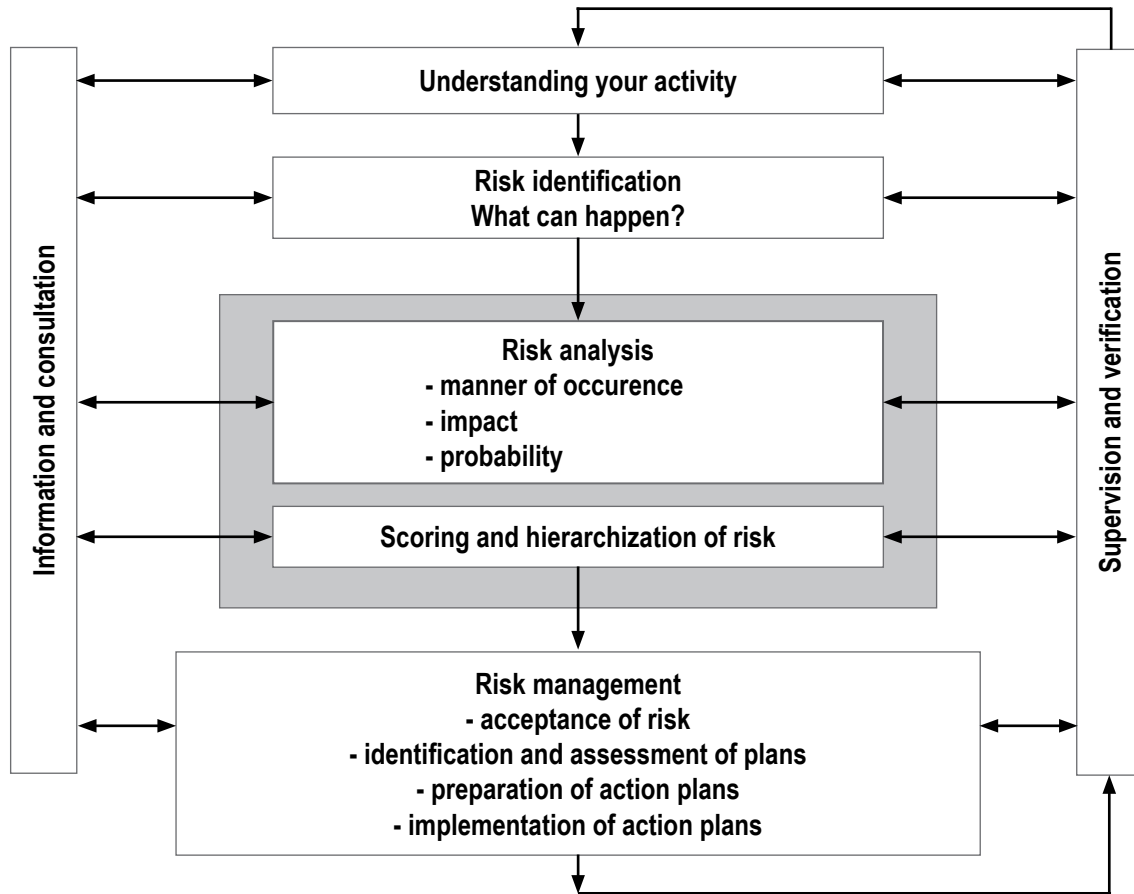 Understanding your activity
Risk identification
What can happen?
Information and consultation
Supervision and verification
Risk analysis
- manner of occurence
- impact
- probability
Scoring and hierarchization of risk
Risk management
- acceptance of risk
- identification and assessment of plans
- preparation of action plans
- implementation of action plans